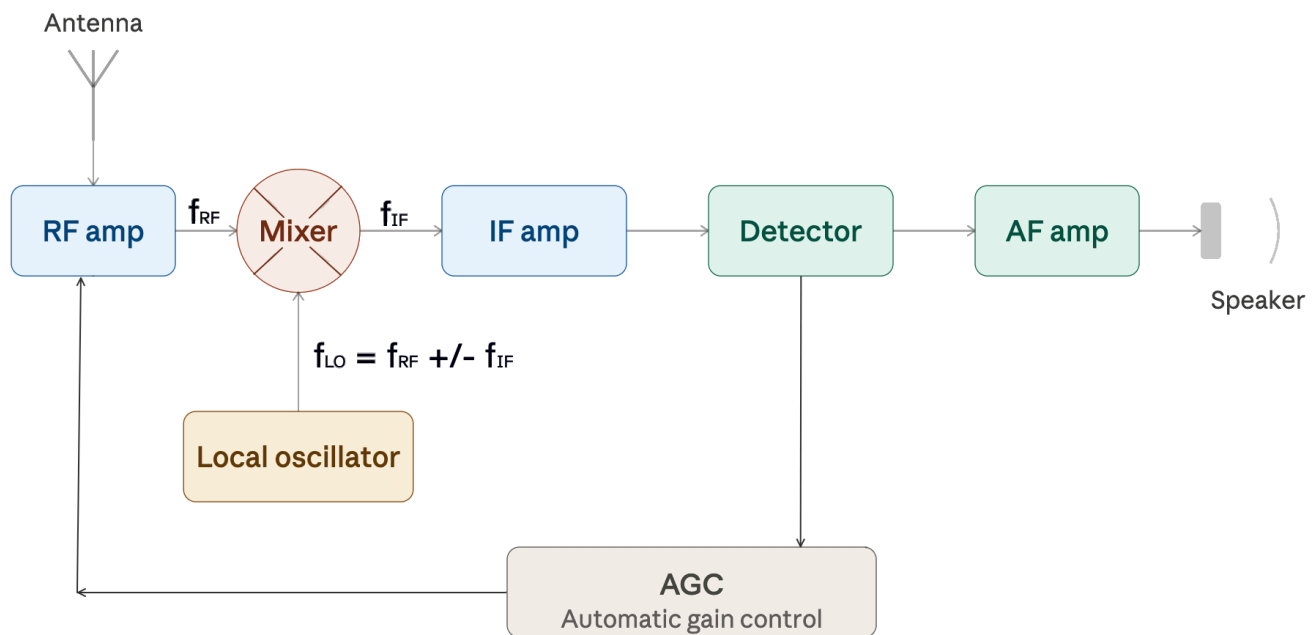 Antenna
RF amp
fRF
Mixer
fIF
IF amp
Detector
AF amp
Speaker
fLO = fRF +/- fIF
Local oscillator
AGC
Automatic gain control